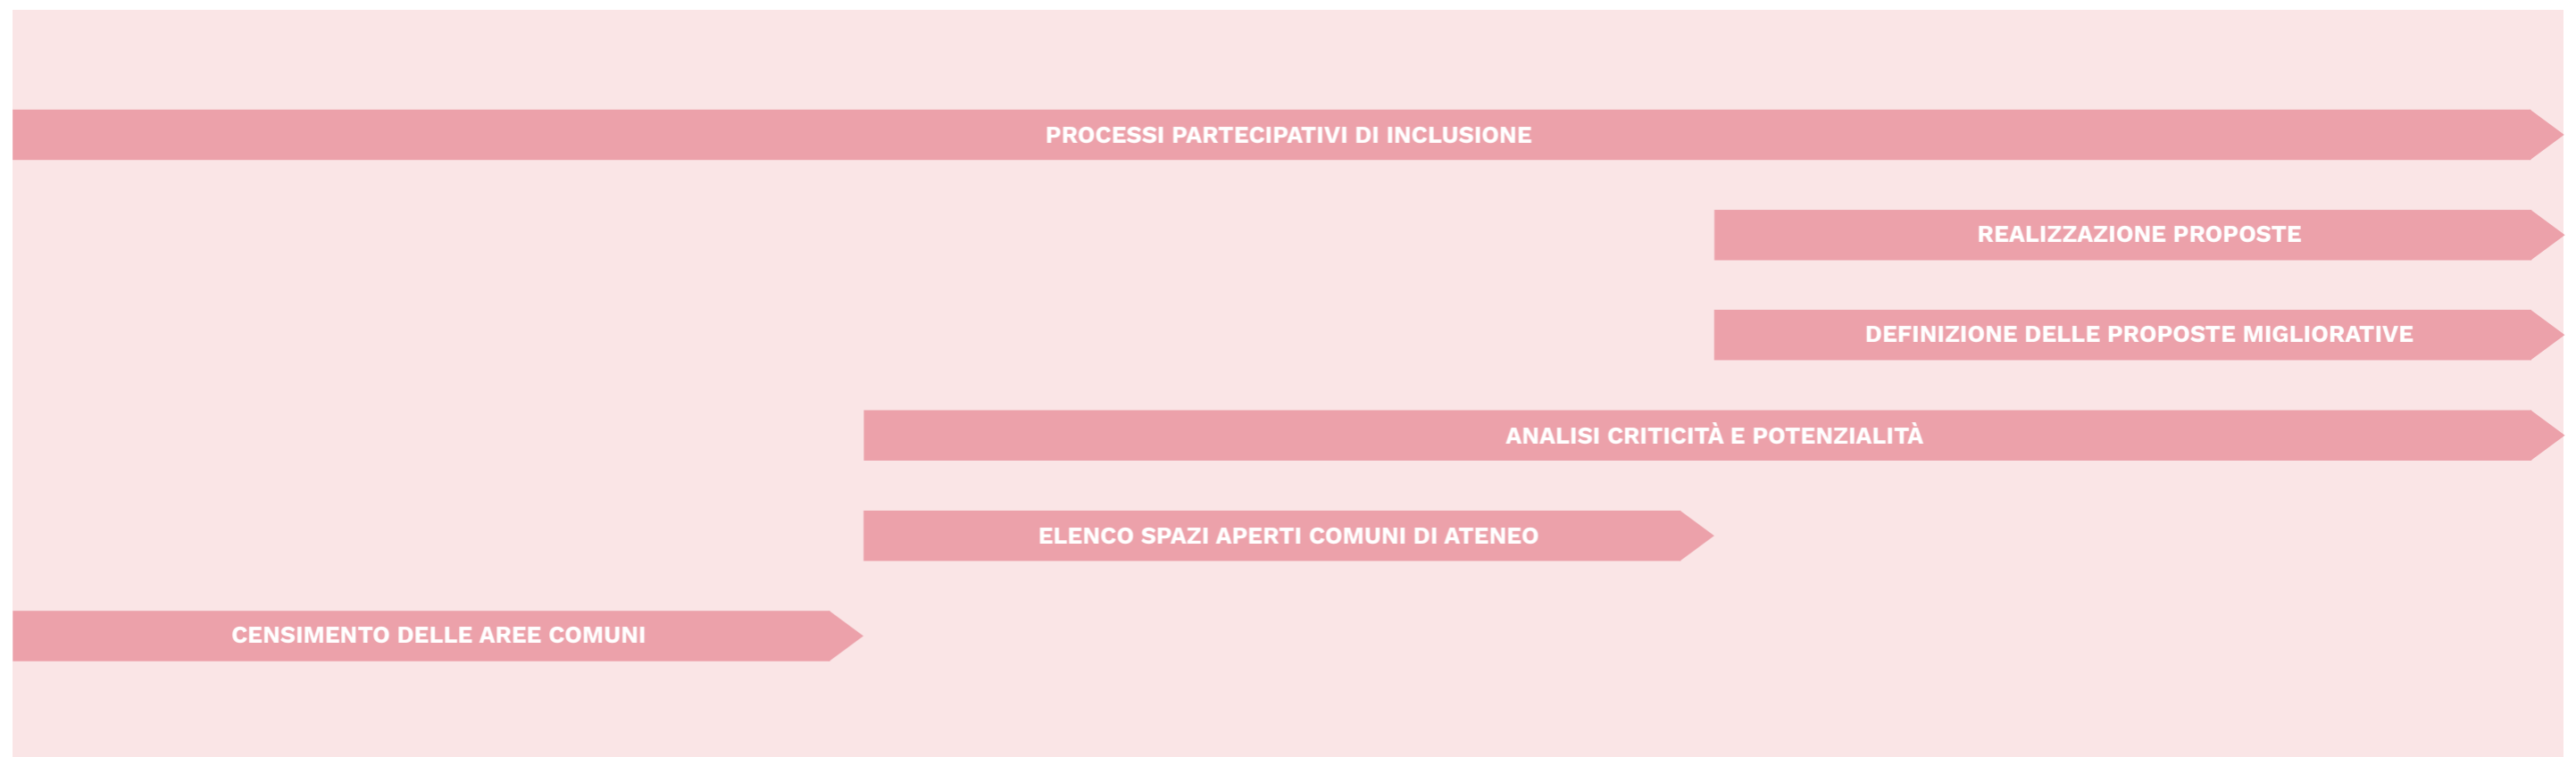 PROCESSI PARTECIPATIVI DI INCLUSIONE
REALIZZAZIONE PROPOSTE
DEFINIZIONE DELLE PROPOSTE MIGLIORATIVE
ANALISI CRITICITÀ E POTENZIALITÀ
ELENCO SPAZI APERTI COMUNI DI ATENEO
CENSIMENTO DELLE AREE COMUNI